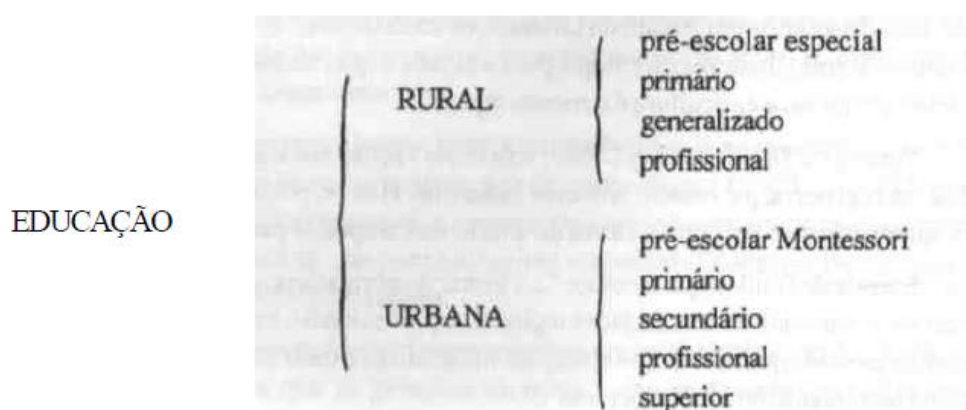 EDUCAÇÃO
RURAL
pré-escolar especial
primário
generalizado
profissional
URBANA
pré-escolar Montessori
primário
secundário
profissional
superior